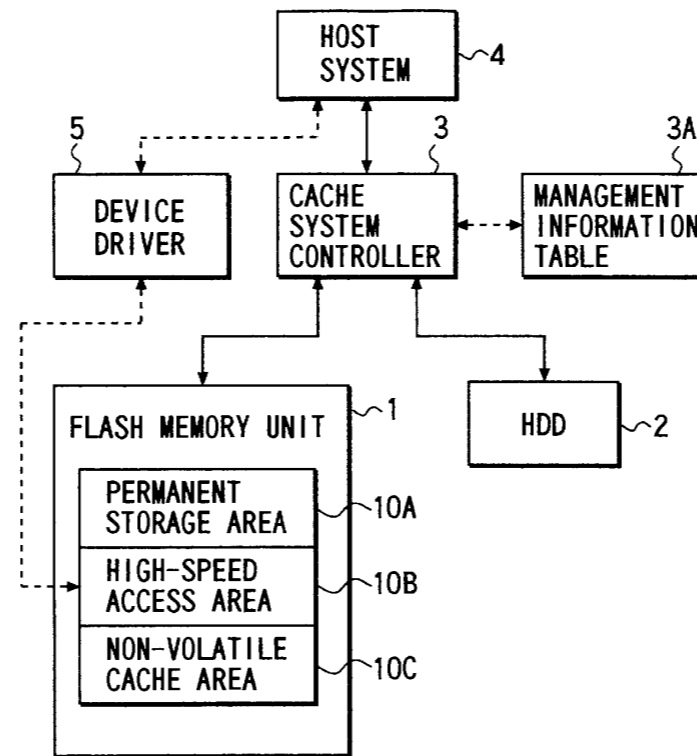 HOST
SYSTEM
4
5
3
3A
DEVICE
DRIVER
CACHE
SYSTEM
CONTROLLER
MANAGEMENT
INFORMATION
TABLE
1
FLASH MEMORY UNIT
HDD
2
PERMANENT
STORAGE AREA
10A
HIGH-SPEED
ACCESS AREA
10B
NON-VOLATILE
CACHE AREA
10C